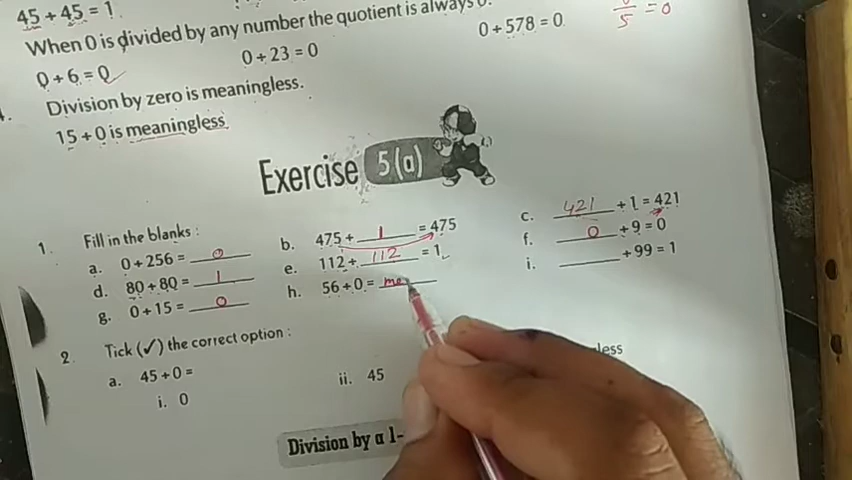 45 ÷ 45 = 1
5 = 0
When 0 is divided by any number the quotient is always 0.
0 ÷ 6 = 0 ✓ 0 ÷ 23 = 0 0 ÷ 578 = 0
Division by zero is meaningless.
15 ÷ 0 is meaningless.
Exercise 5(a)
1. Fill in the blanks :
a. 0 ÷ 256 = 0 b. 475 ÷ 1 = 475 c. 421 ÷ 1 = 421
d. 80 ÷ 80 = 1 e. 112 ÷ 112 = 1 f. 0 ÷ 9 = 0
g. 0 ÷ 15 = 0 h. 56 ÷ 0 = me i. ____ ÷ 99 = 1
2. Tick (✓) the correct option :
a. 45 ÷ 0 =
i. 0 ii. 45 less
Division by a 1-